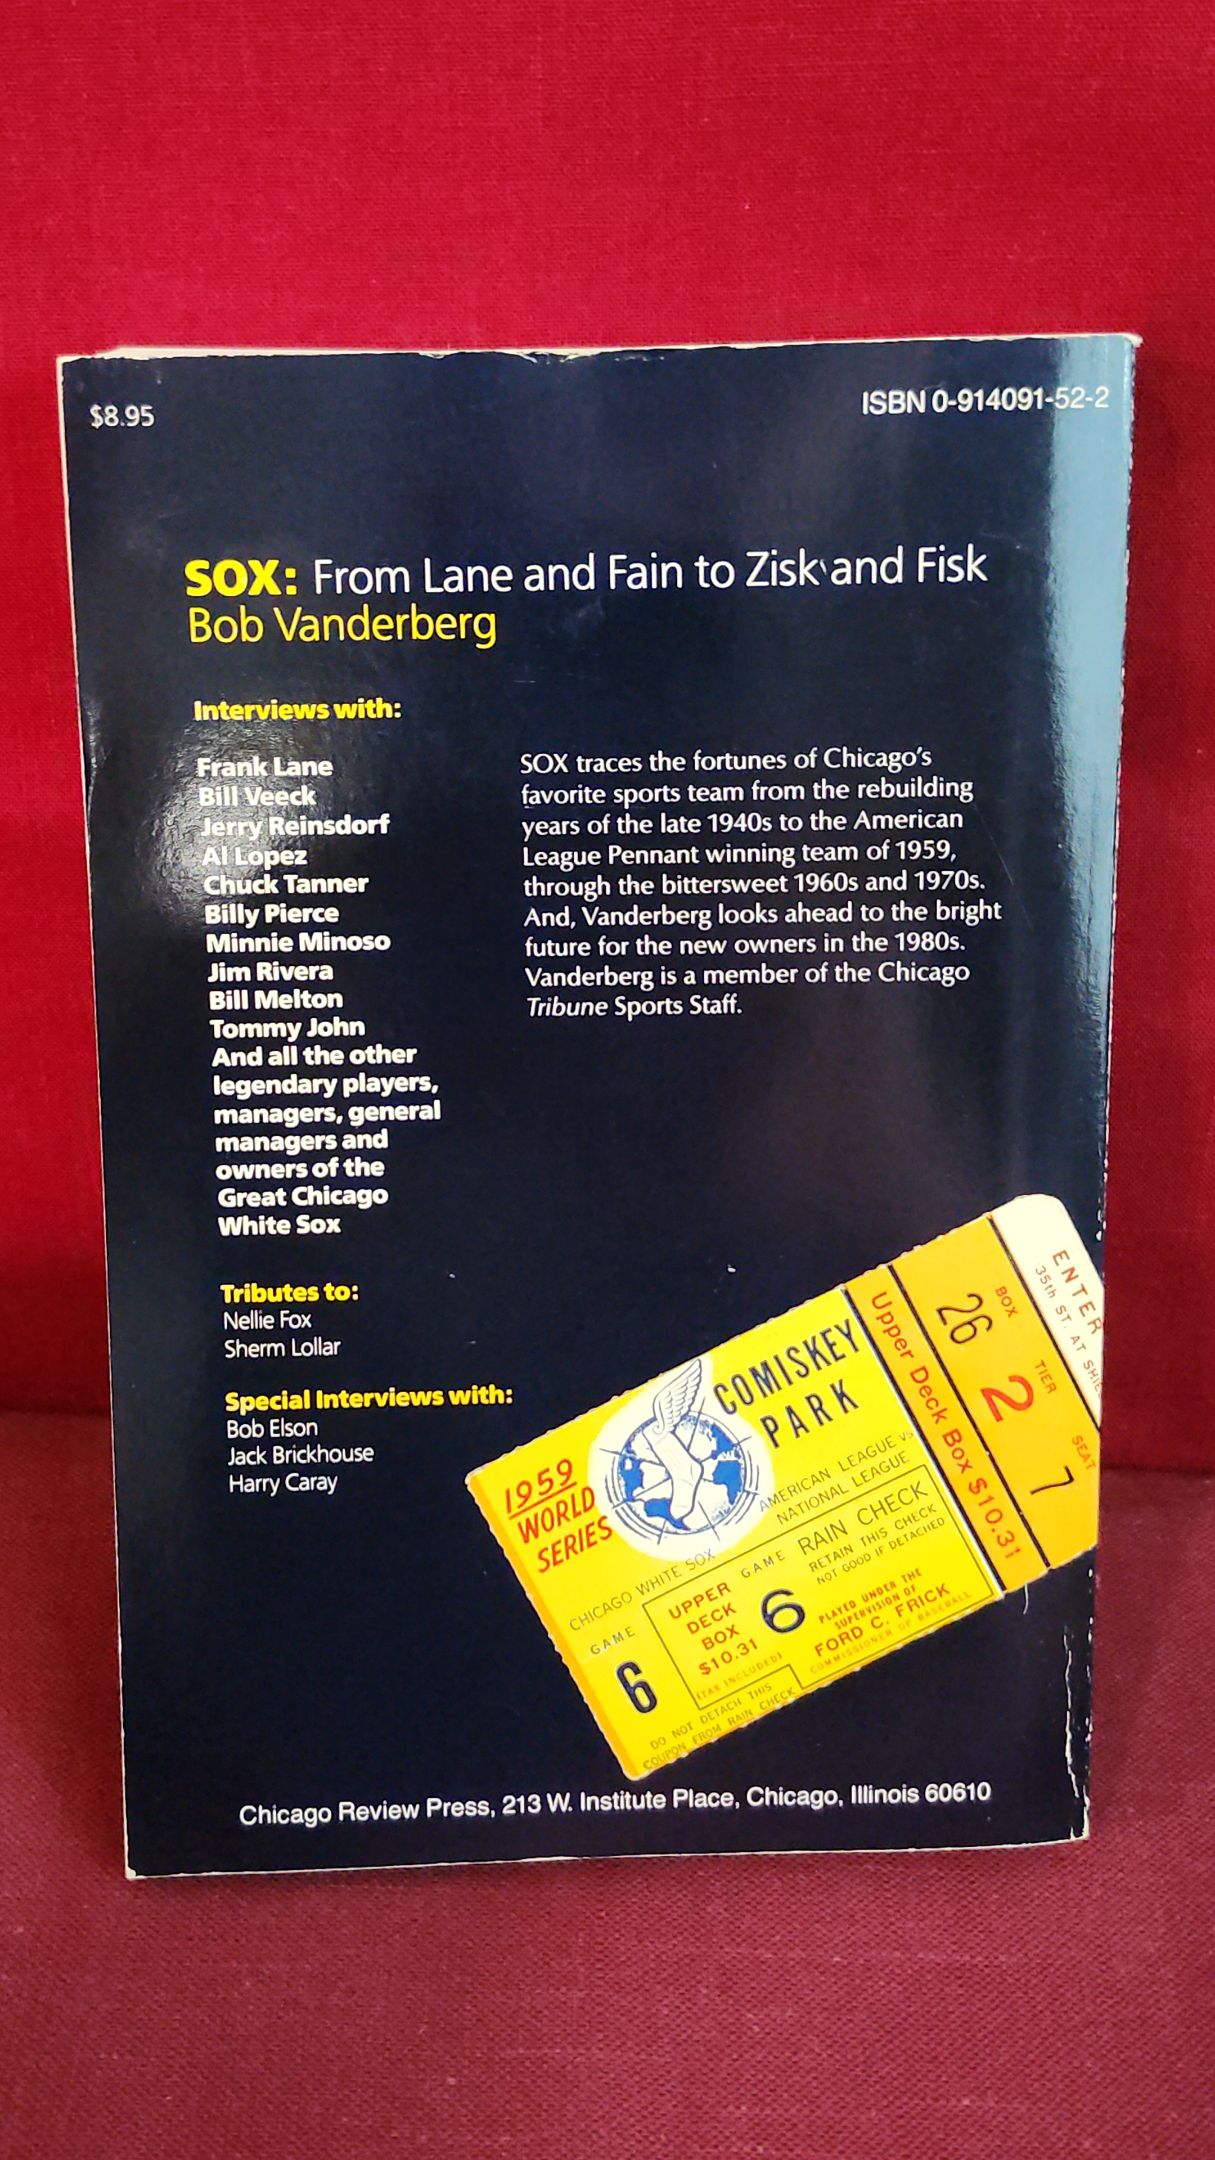 $8.95
ISBN 0-914091-52-2
SOX: From Lane and Fain to Zisk and Fisk
Bob Vanderberg
Interviews with:
Frank Lane
Bill Veeck
Jerry Reinsdorf
Al Lopez
Chuck Tanner
Billy Pierce
Minnie Minoso
Jim Rivera
Bill Melton
Tommy John
And all the other
legendary players,
managers, general
managers and
owners of the
Great Chicago
White Sox
SOX traces the fortunes of Chicago's
favorite sports team from the rebuilding
years of the late 1940s to the American
League Pennant winning team of 1959,
through the bittersweet 1960s and 1970s.
And, Vanderberg looks ahead to the bright
future for the new owners in the 1980s.
Vanderberg is a member of the Chicago
Tribune Sports Staff.
Tributes to:
Nellie Fox
Sherm Lollar
Special Interviews with:
Bob Elson
Jack Brickhouse
Harry Caray
1959
WORLD
SERIES
COMISKEY
PARK
AMERICAN LEAGUE VS
NATIONAL LEAGUE
CHICAGO WHITE SOX
GAME
6
UPPER
DECK
BOX
$10.31
(TAX INCLUDED)
GAME
6
RAIN CHECK
RETAIN THIS CHECK
NOT GOOD IF DETACHED
PLAYED UNDER THE
SUPERVISION OF
FORD C. FRICK
COMMISSIONER OF BASEBALL
DO NOT DETACH THIS
COUPON FROM RAIN CHECK
Upper Deck Box $10.31
BOX
26
TIER
2
SEAT
7
ENTER
35th ST. AT
Chicago Review Press, 213 W. Institute Place, Chicago, Illinois 60610